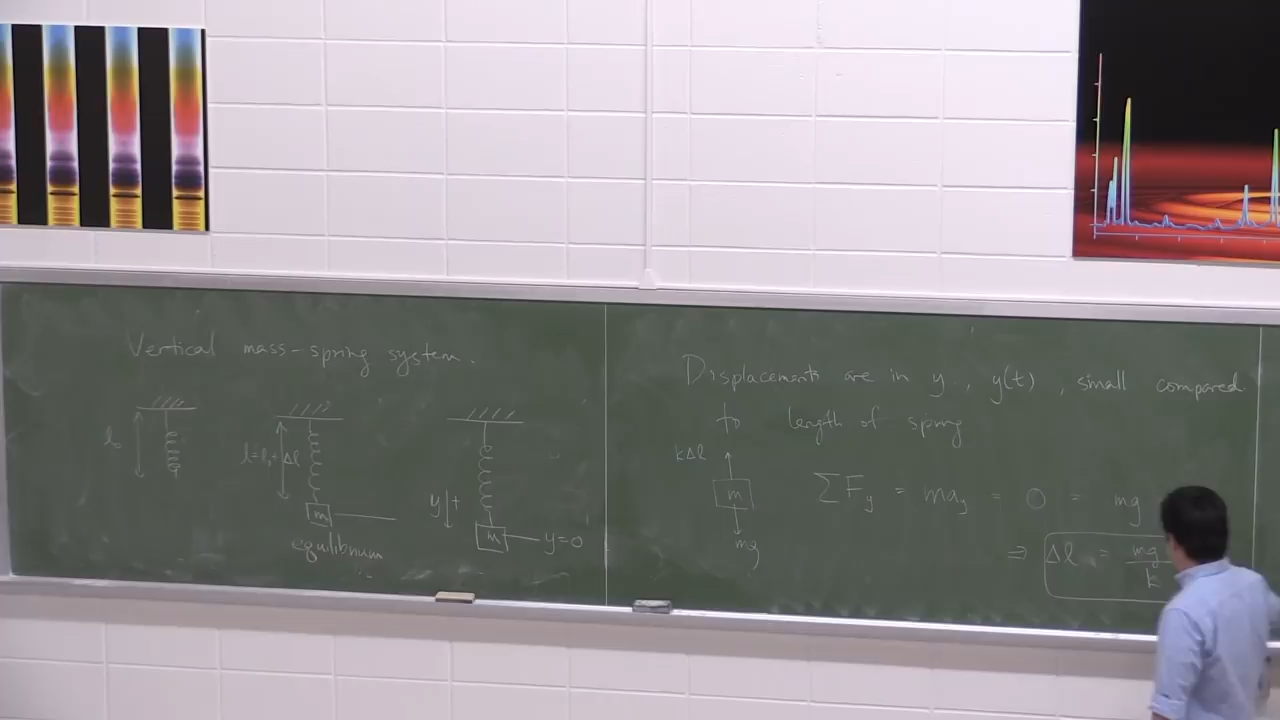 Vertical mass-spring system.
l₀
l=l₀+Δl
m
equilibrium
y + 
m
y=0
Displacements are in y, y(t), small compared
to length of spring
kΔl
m
mg
ΣF_y = ma_y = 0 = mg
⇒ Δl = mg/k